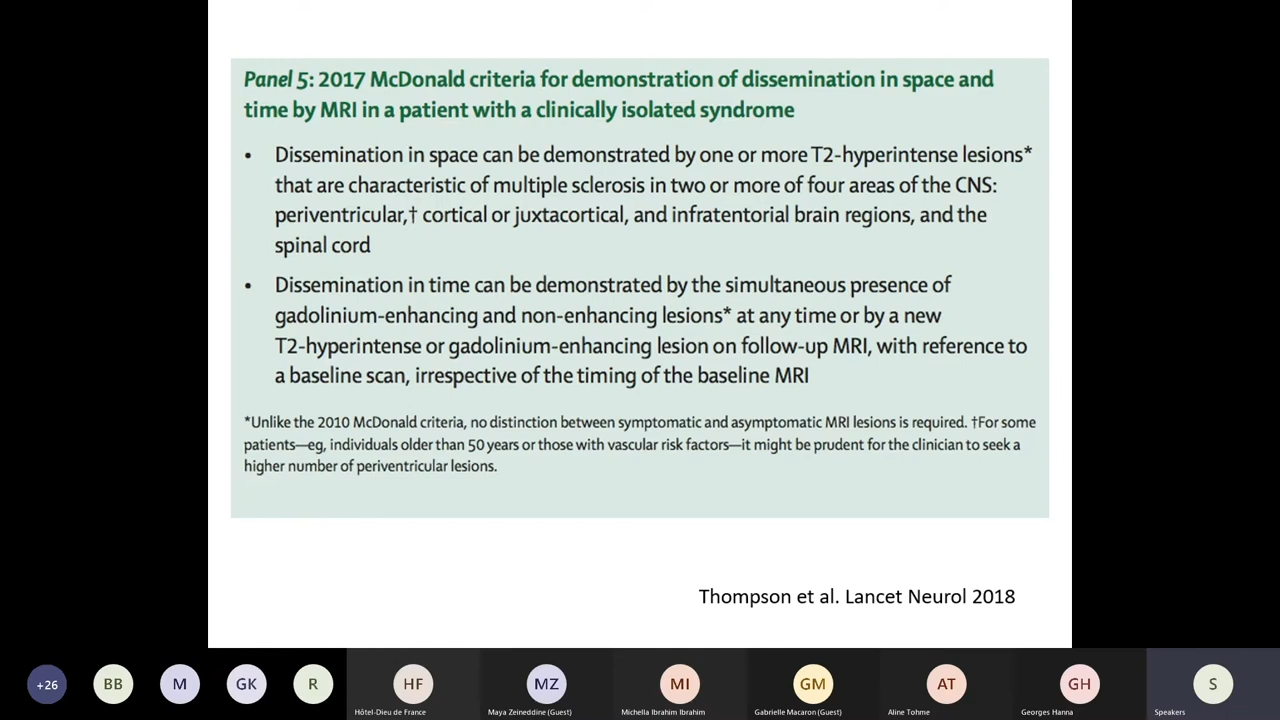 Panel 5: 2017 McDonald criteria for demonstration of dissemination in space and
time by MRI in a patient with a clinically isolated syndrome
• Dissemination in space can be demonstrated by one or more T2-hyperintense lesions*
that are characteristic of multiple sclerosis in two or more of four areas of the CNS:
periventricular,† cortical or juxtacortical, and infratentorial brain regions, and the
spinal cord
• Dissemination in time can be demonstrated by the simultaneous presence of
gadolinium-enhancing and non-enhancing lesions* at any time or by a new
T2-hyperintense or gadolinium-enhancing lesion on follow-up MRI, with reference to
a baseline scan, irrespective of the timing of the baseline MRI
*Unlike the 2010 McDonald criteria, no distinction between symptomatic and asymptomatic MRI lesions is required. †For some
patients—eg, individuals older than 50 years or those with vascular risk factors—it might be prudent for the clinician to seek a
higher number of periventricular lesions.
Thompson et al. Lancet Neurol 2018
+26 BB M GK R HF MZ MI GM AT GH S
Hôtel-Dieu de France Maya Zeineddine (Guest) Michella Ibrahim Ibrahim Gabrielle Macaron (Guest) Aline Tohme Georges Hanna Speakers